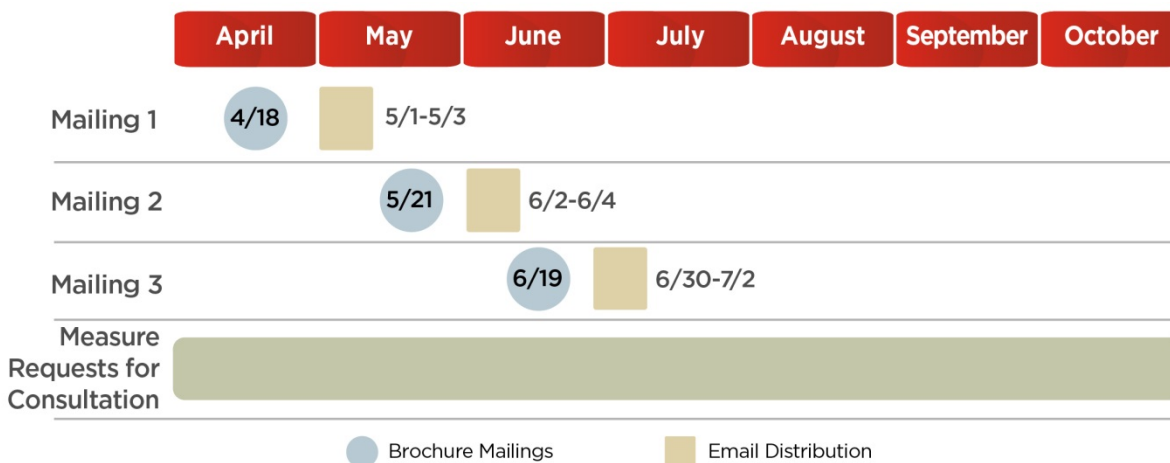 April May June July August September October
Mailing 1 4/18 5/1-5/3
Mailing 2 5/21 6/2-6/4
Mailing 3 6/19 6/30-7/2
Measure
Requests for
Consultation
Brochure Mailings Email Distribution